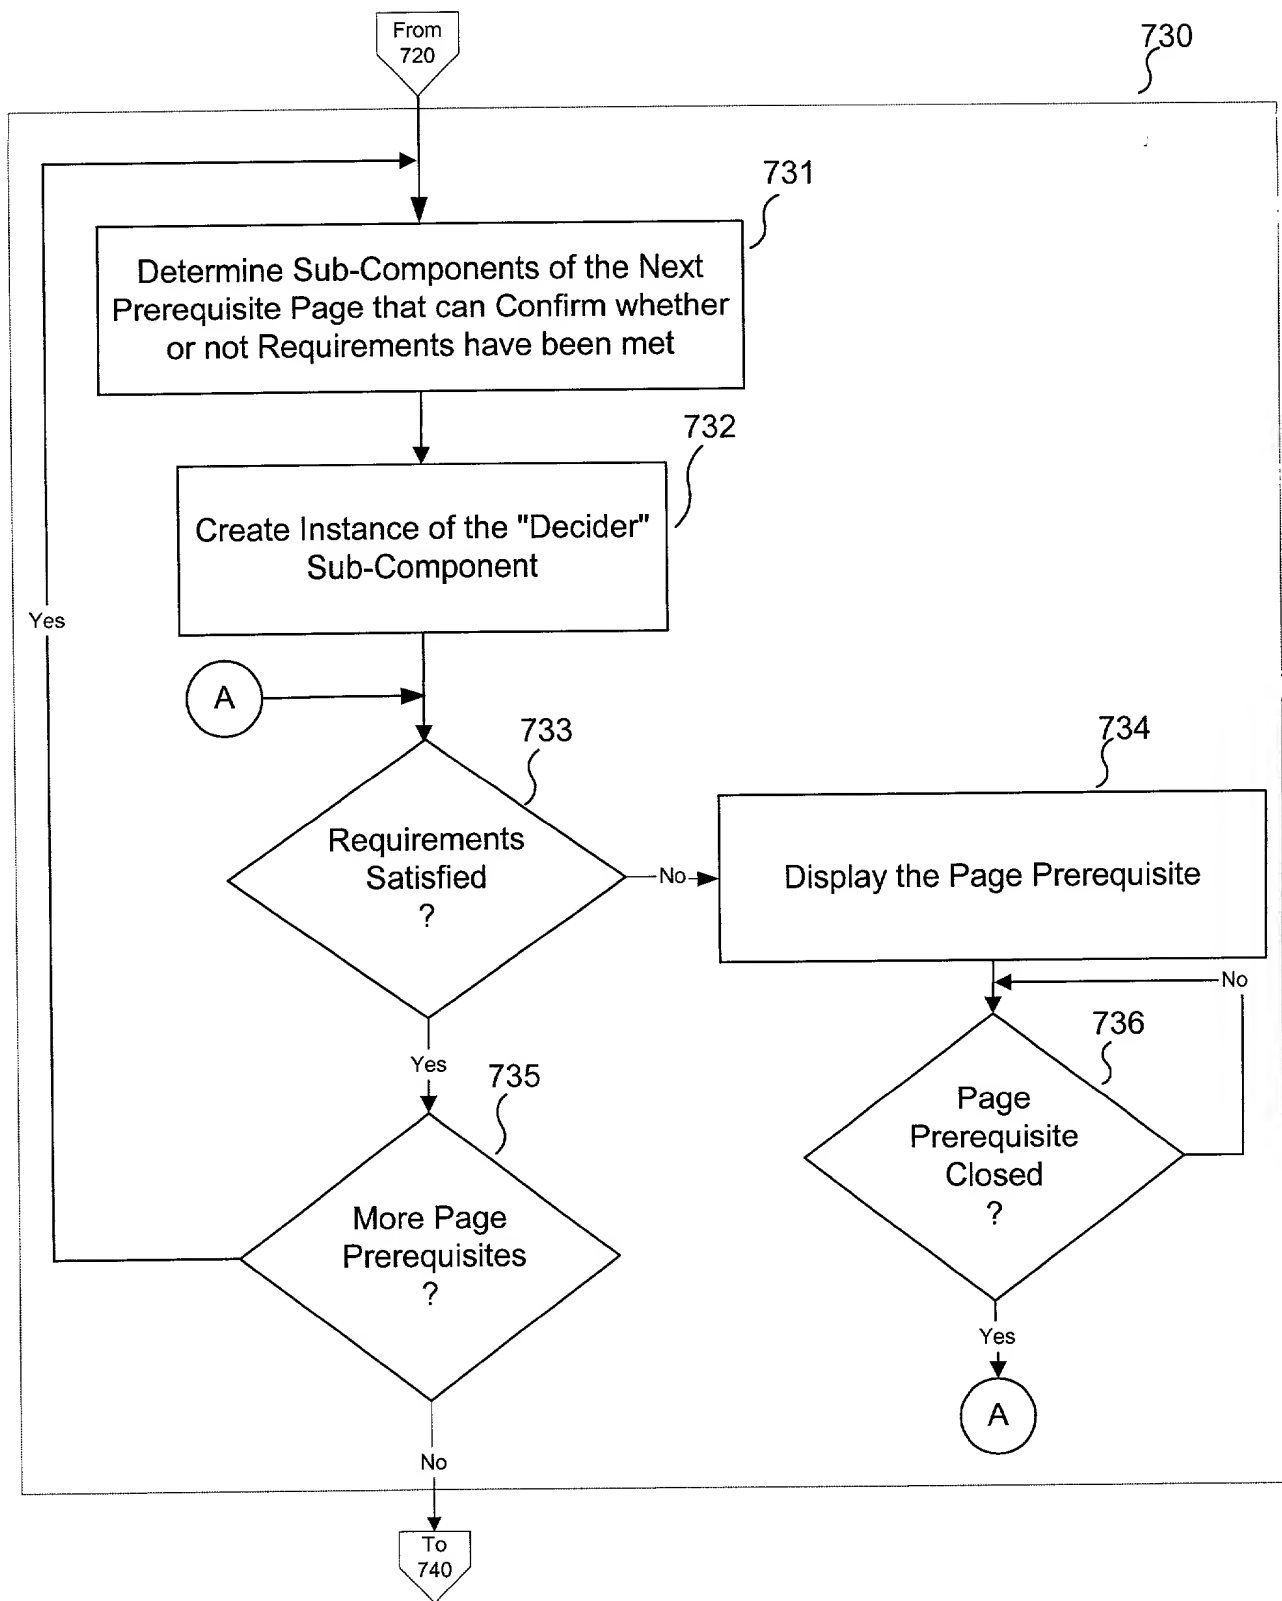 From
720
730
731
Determine Sub-Components of the Next
Prerequisite Page that can Confirm whether
or not Requirements have been met
732
Create Instance of the "Decider"
Sub-Component
Yes
A
733
Requirements
Satisfied
?
No
734
Display the Page Prerequisite
No
736
Page
Prerequisite
Closed
?
Yes
A
Yes
735
More Page
Prerequisites
?
No
To
740